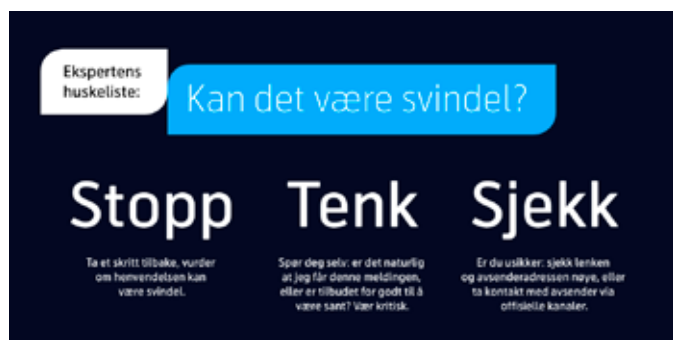 Ekspertens
huskeliste:
Kan det være svindel?
Stopp
Ta et skritt tilbake, vurder
om henvendelsen kan
være svindel.
Tenk
Spør deg selv: er det naturlig
at jeg får denne meldingen,
eller er tilbudet for godt til å
være sant? Vær kritisk.
Sjekk
Er du usikker: sjekk lenken
og avsenderadressen nøye, eller
ta kontakt med avsender via
offisielle kanaler.